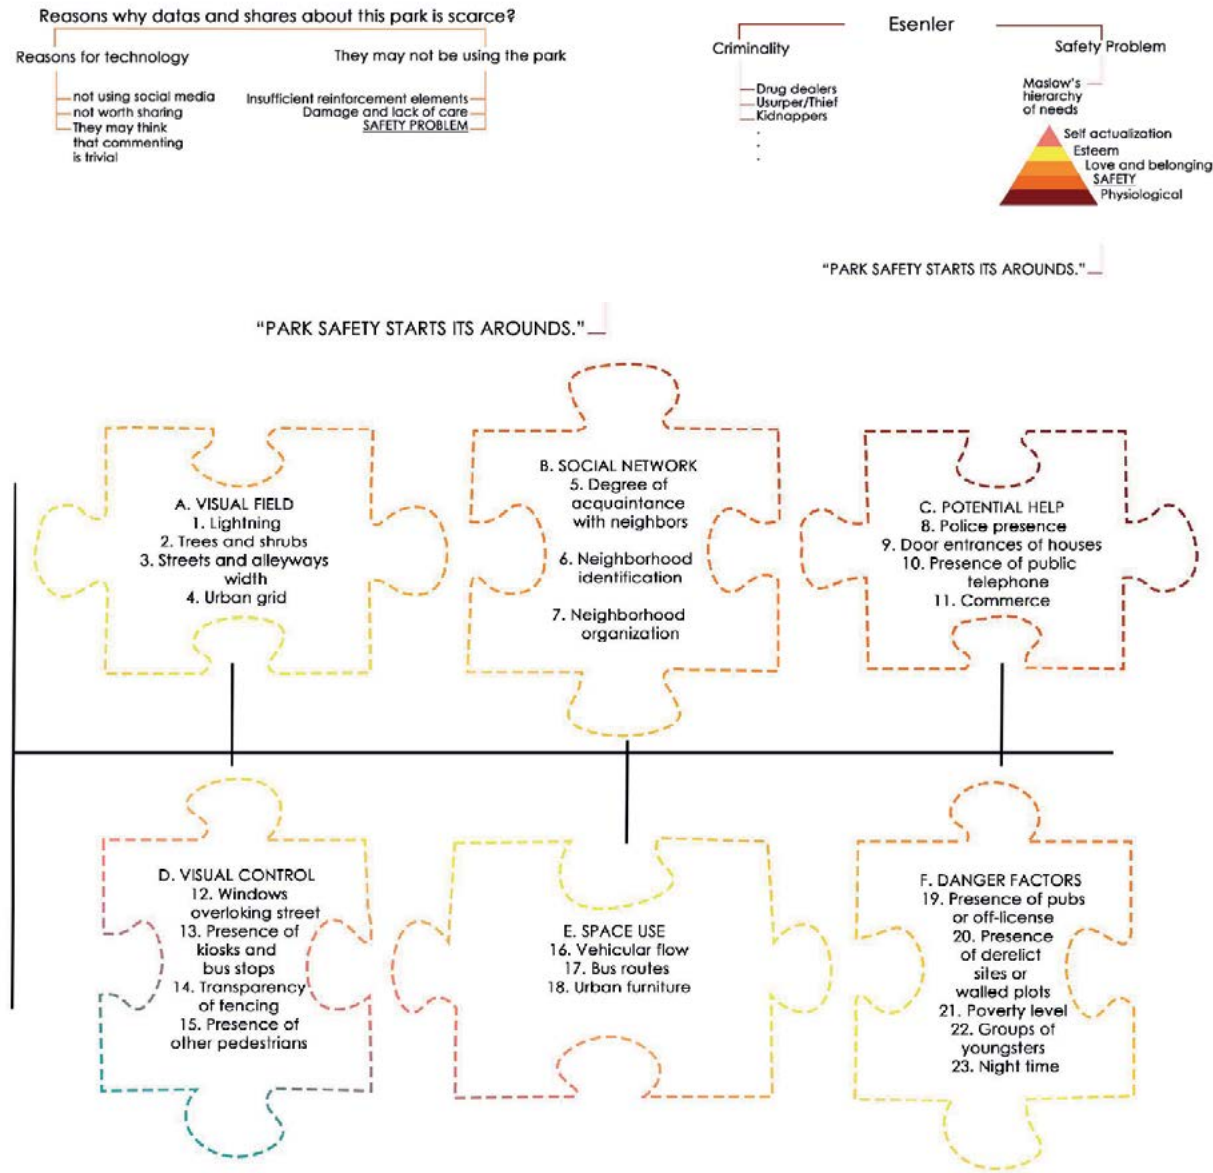 Reasons why datas and shares about this park is scarce?
Reasons for technology
not using social media
not worth sharing
They may think
that commenting
is trivial
They may not be using the park
Insufficient reinforcement elements
Damage and lack of care
SAFETY PROBLEM
Esenler
Criminality
Drug dealers
Usurper/Thief
Kidnappers
.
.
.
Safety Problem
Maslow's
hierarchy
of needs
Self actualization
Esteem
Love and belonging
SAFETY
Physiological
"PARK SAFETY STARTS ITS AROUNDS."
"PARK SAFETY STARTS ITS AROUNDS."
A. VISUAL FIELD
1. Lightning
2. Trees and shrubs
3. Streets and alleyways
width
4. Urban grid
B. SOCIAL NETWORK
5. Degree of
acquaintance
with neighbors
6. Neighborhood
identification
7. Neighborhood
organization
C. POTENTIAL HELP
8. Police presence
9. Door entrances of houses
10. Presence of public
telephone
11. Commerce
D. VISUAL CONTROL
12. Windows
overloking street
13. Presence of
kiosks and
bus stops
14. Transparency
of fencing
15. Presence of
other pedestrians
E. SPACE USE
16. Vehicular flow
17. Bus routes
18. Urban furniture
F. DANGER FACTORS
19. Presence of pubs
or off-license
20. Presence
of derelict
sites or
walled plots
21. Poverty level
22. Groups of
youngsters
23. Night time